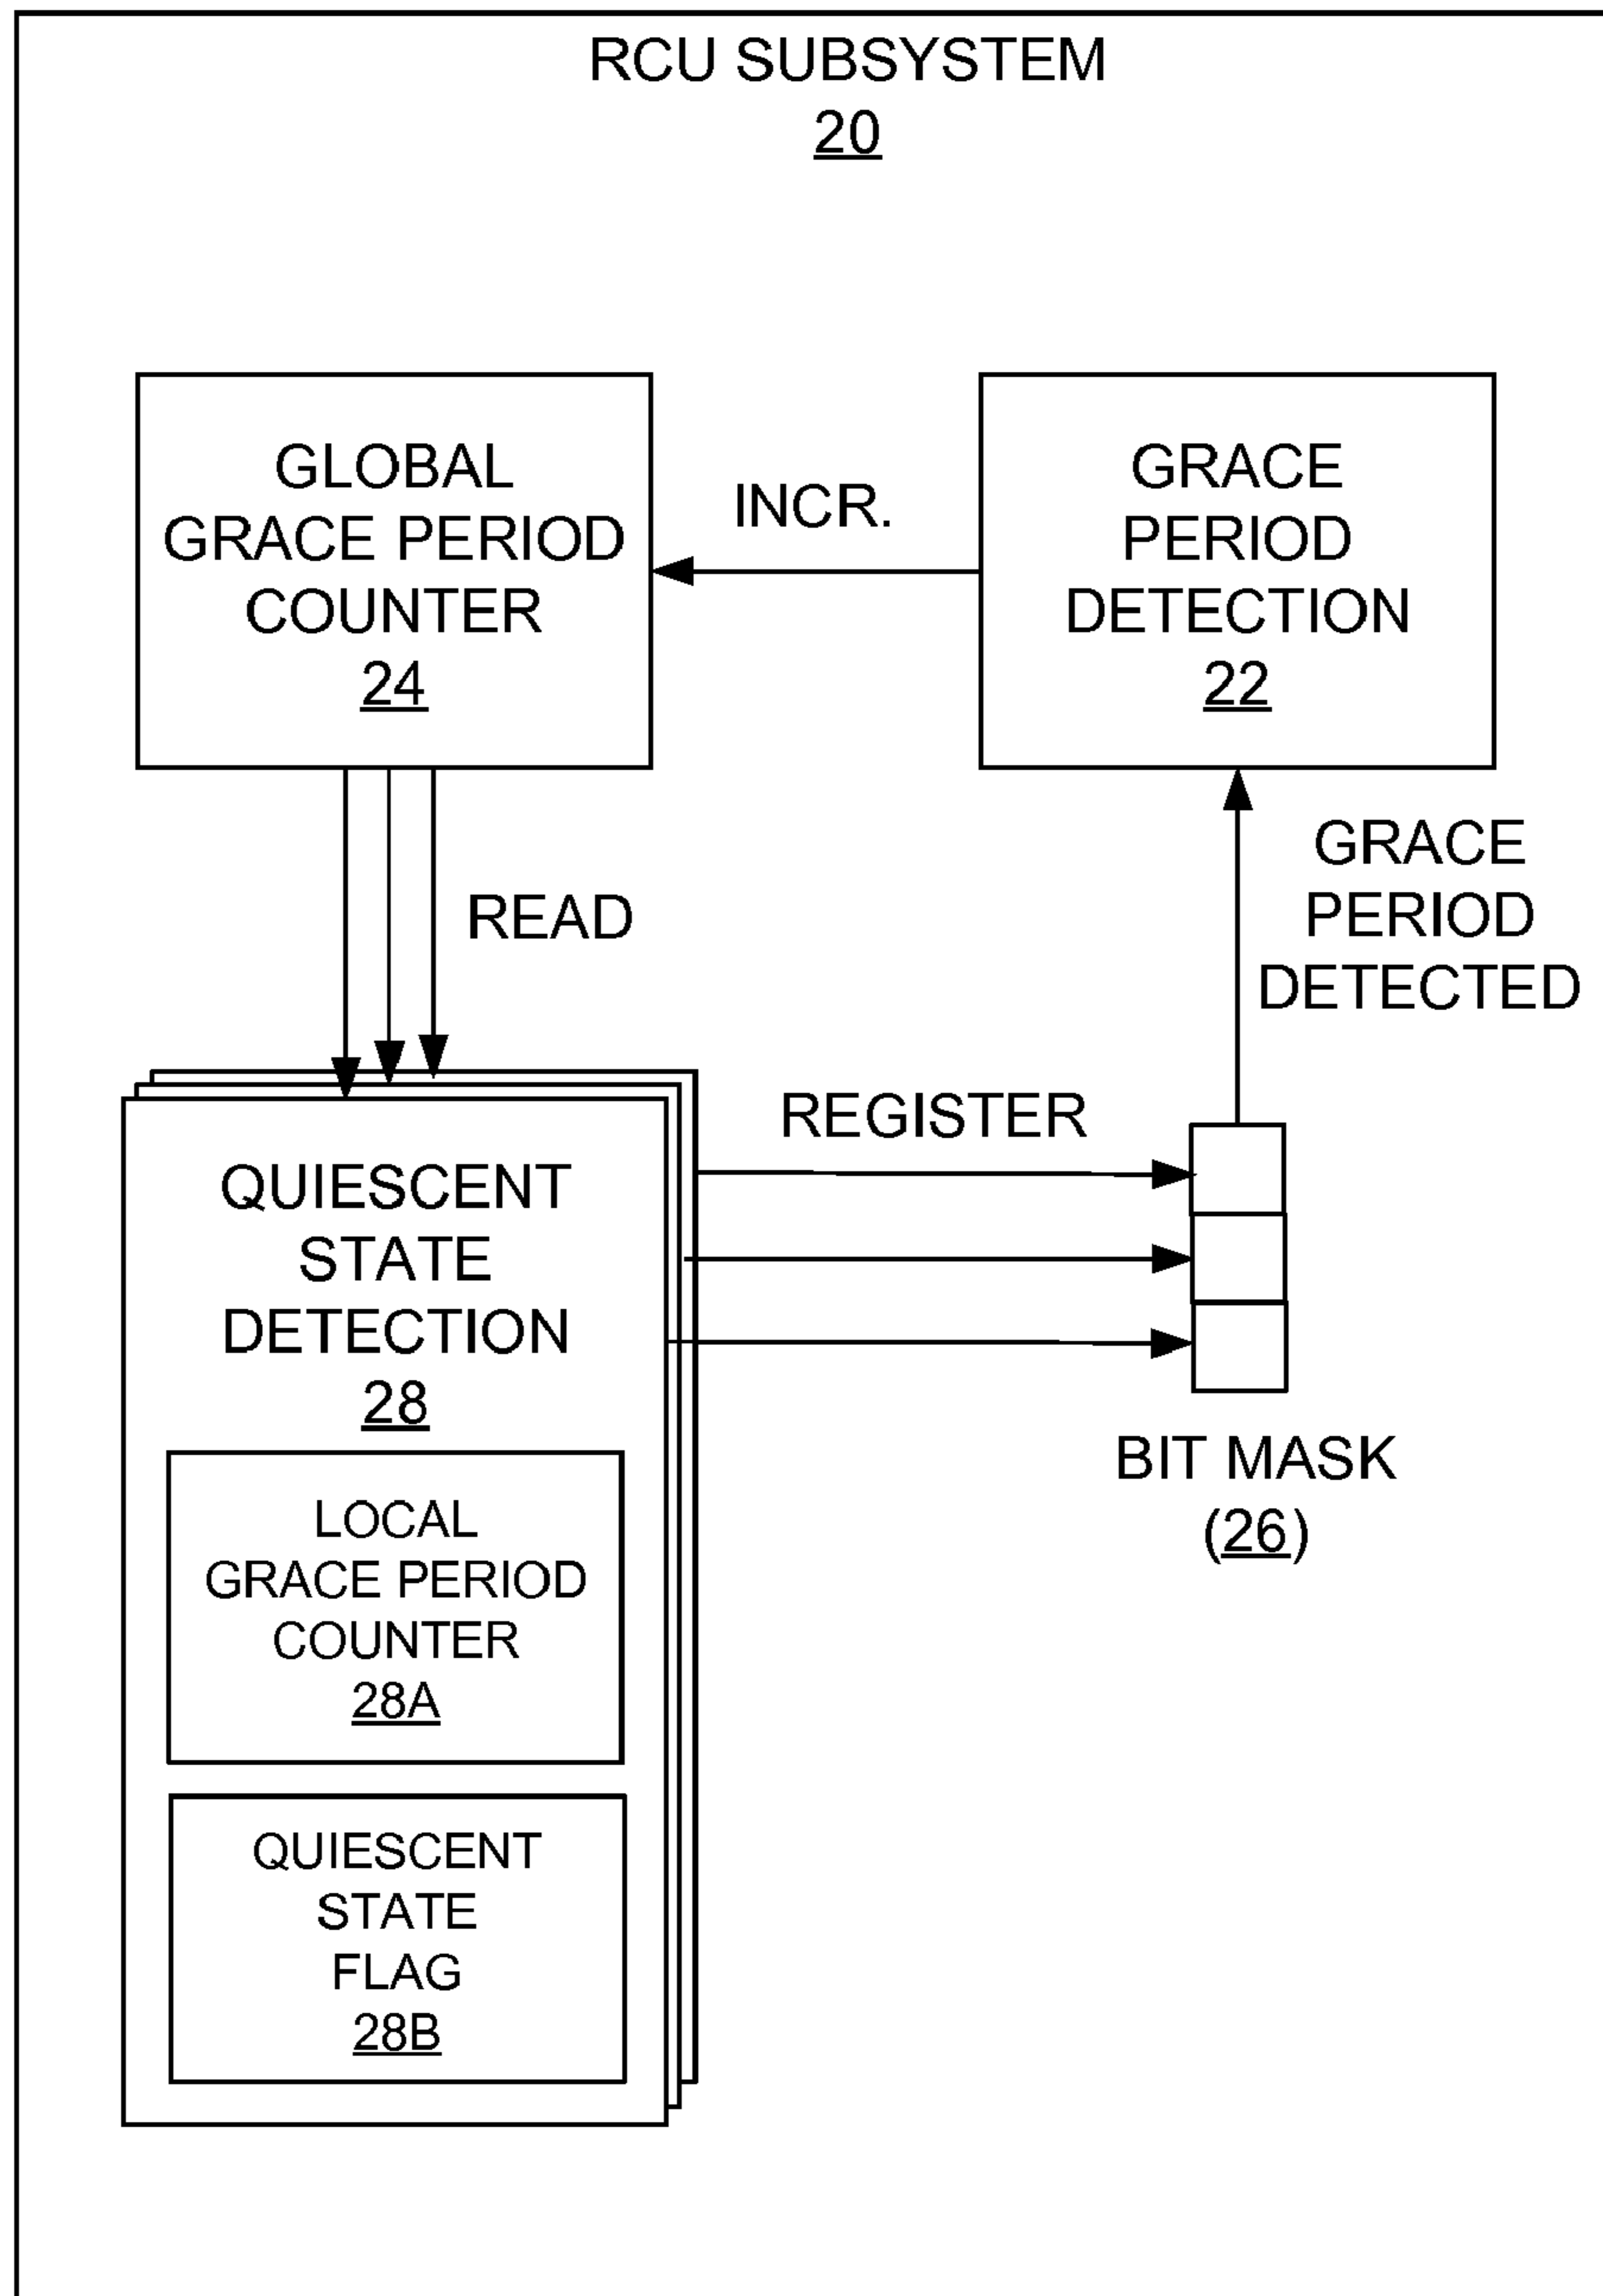 RCU SUBSYSTEM
20
GLOBAL
GRACE PERIOD
COUNTER
24
INCR.
GRACE
PERIOD
DETECTION
22
READ
GRACE
PERIOD
DETECTED
REGISTER
QUIESCENT
STATE
DETECTION
28
BIT MASK
(26)
LOCAL
GRACE PERIOD
COUNTER
28A
QUIESCENT
STATE
FLAG
28B